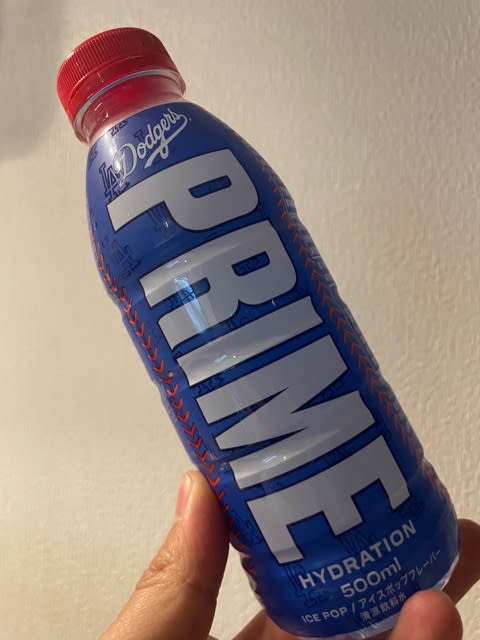 Dodgers
PRIME
HYDRATION
500ml
ICE POP / アイスポップフレーバー
清涼飲料水